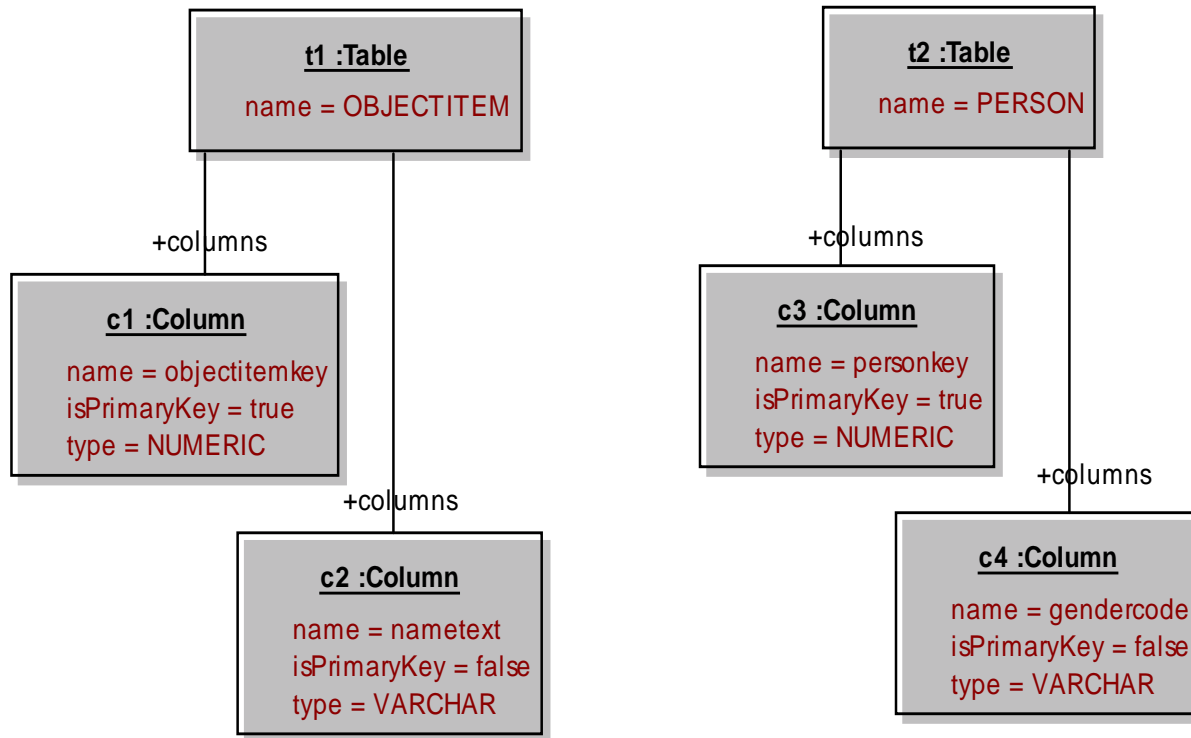 t1 :Table
name = OBJECTITEM
t2 :Table
name = PERSON
+columns
+columns
c1 :Column
name = objectitemkey
isPrimaryKey = true
type = NUMERIC
c3 :Column
name = personkey
isPrimaryKey = true
type = NUMERIC
+columns
+columns
c2 :Column
name = nametext
isPrimaryKey = false
type = VARCHAR
c4 :Column
name = gendercode
isPrimaryKey = false
type = VARCHAR